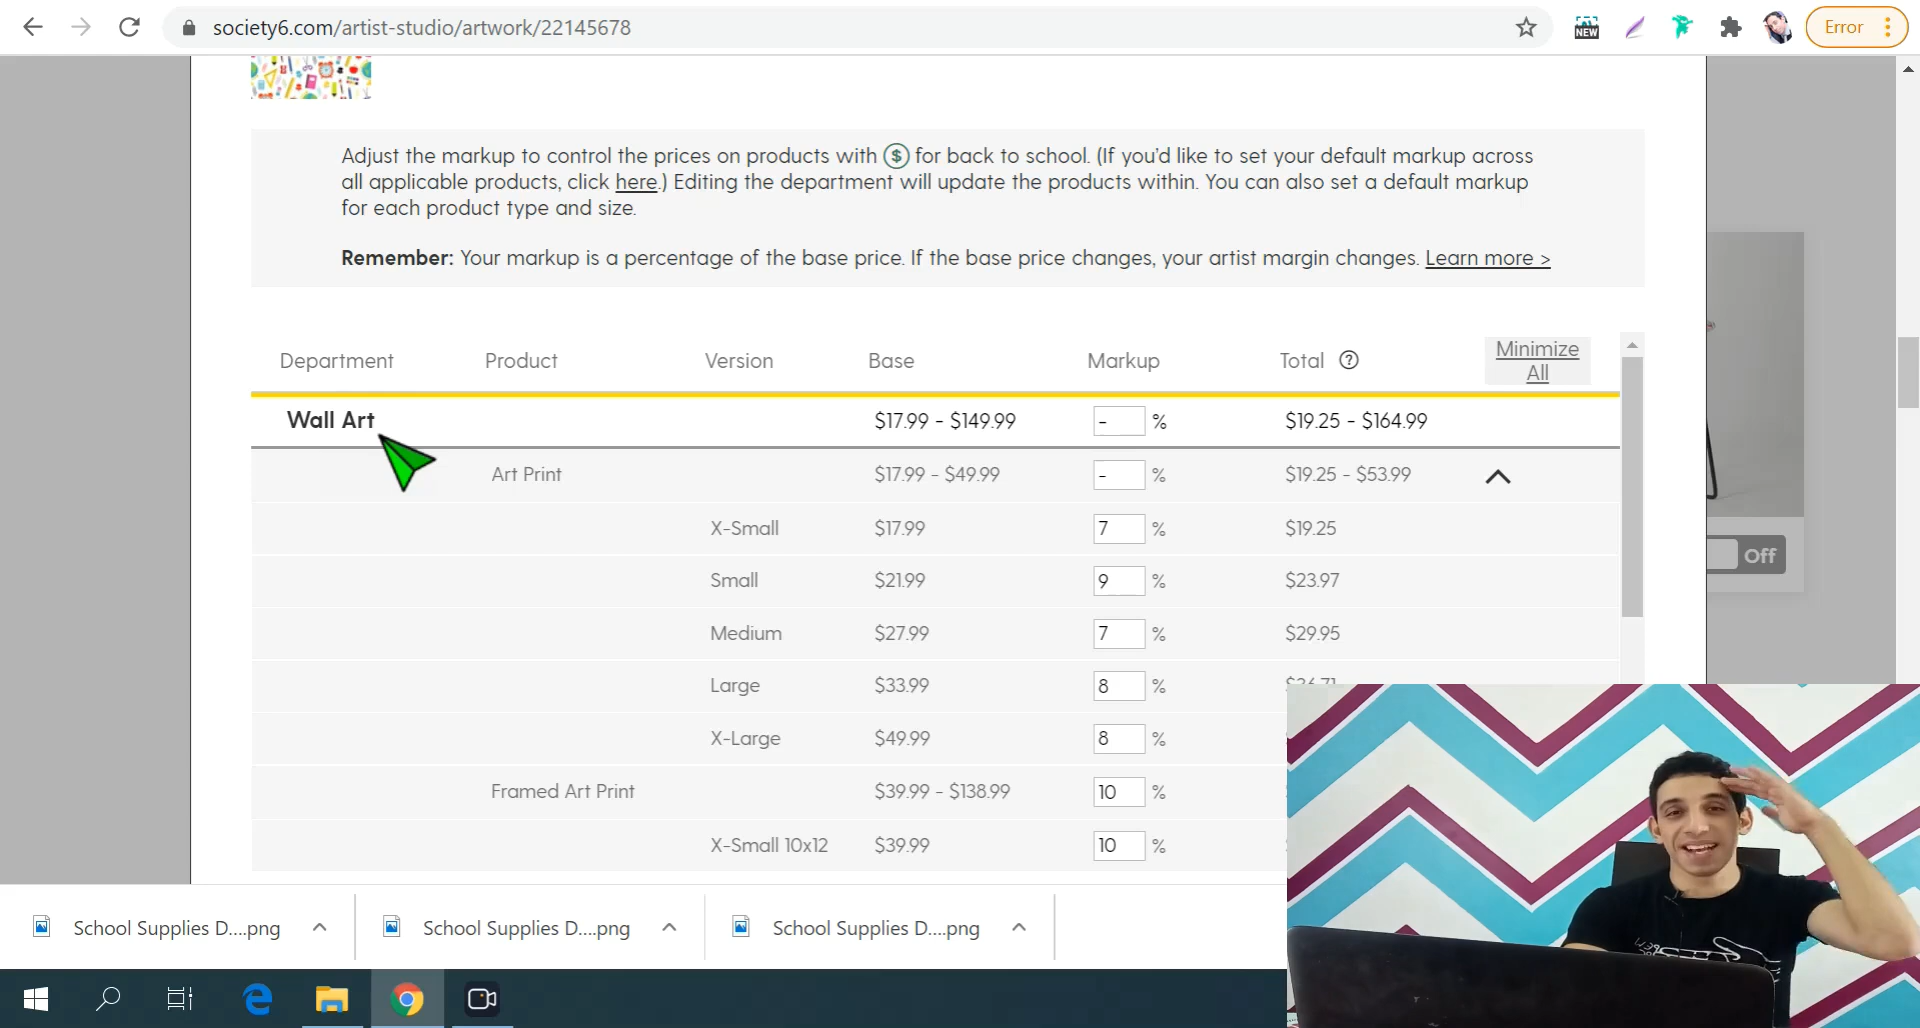 society6.com/artist-studio/artwork/22145678
NEW
Error
Adjust the markup to control the prices on products with $ for back to school. (If you'd like to set your default markup across
all applicable products, click here.) Editing the department will update the products within. You can also set a default markup
for each product type and size.
Remember: Your markup is a percentage of the base price. If the base price changes, your artist margin changes. Learn more >
Department Product Version Base Markup Total ? Minimize
All
Wall Art $17.99 - $149.99 - % $19.25 - $164.99
Art Print $17.99 - $49.99 - % $19.25 - $53.99
X-Small $17.99 7 % $19.25
Small $21.99 9 % $23.97
Off
Medium $27.99 7 % $29.95
Large $33.99 8 %
X-Large $49.99 8 %
Framed Art Print $39.99 - $138.99 10 %
X-Small 10x12 $39.99 10 %
School Supplies D....png School Supplies D....png School Supplies D....png